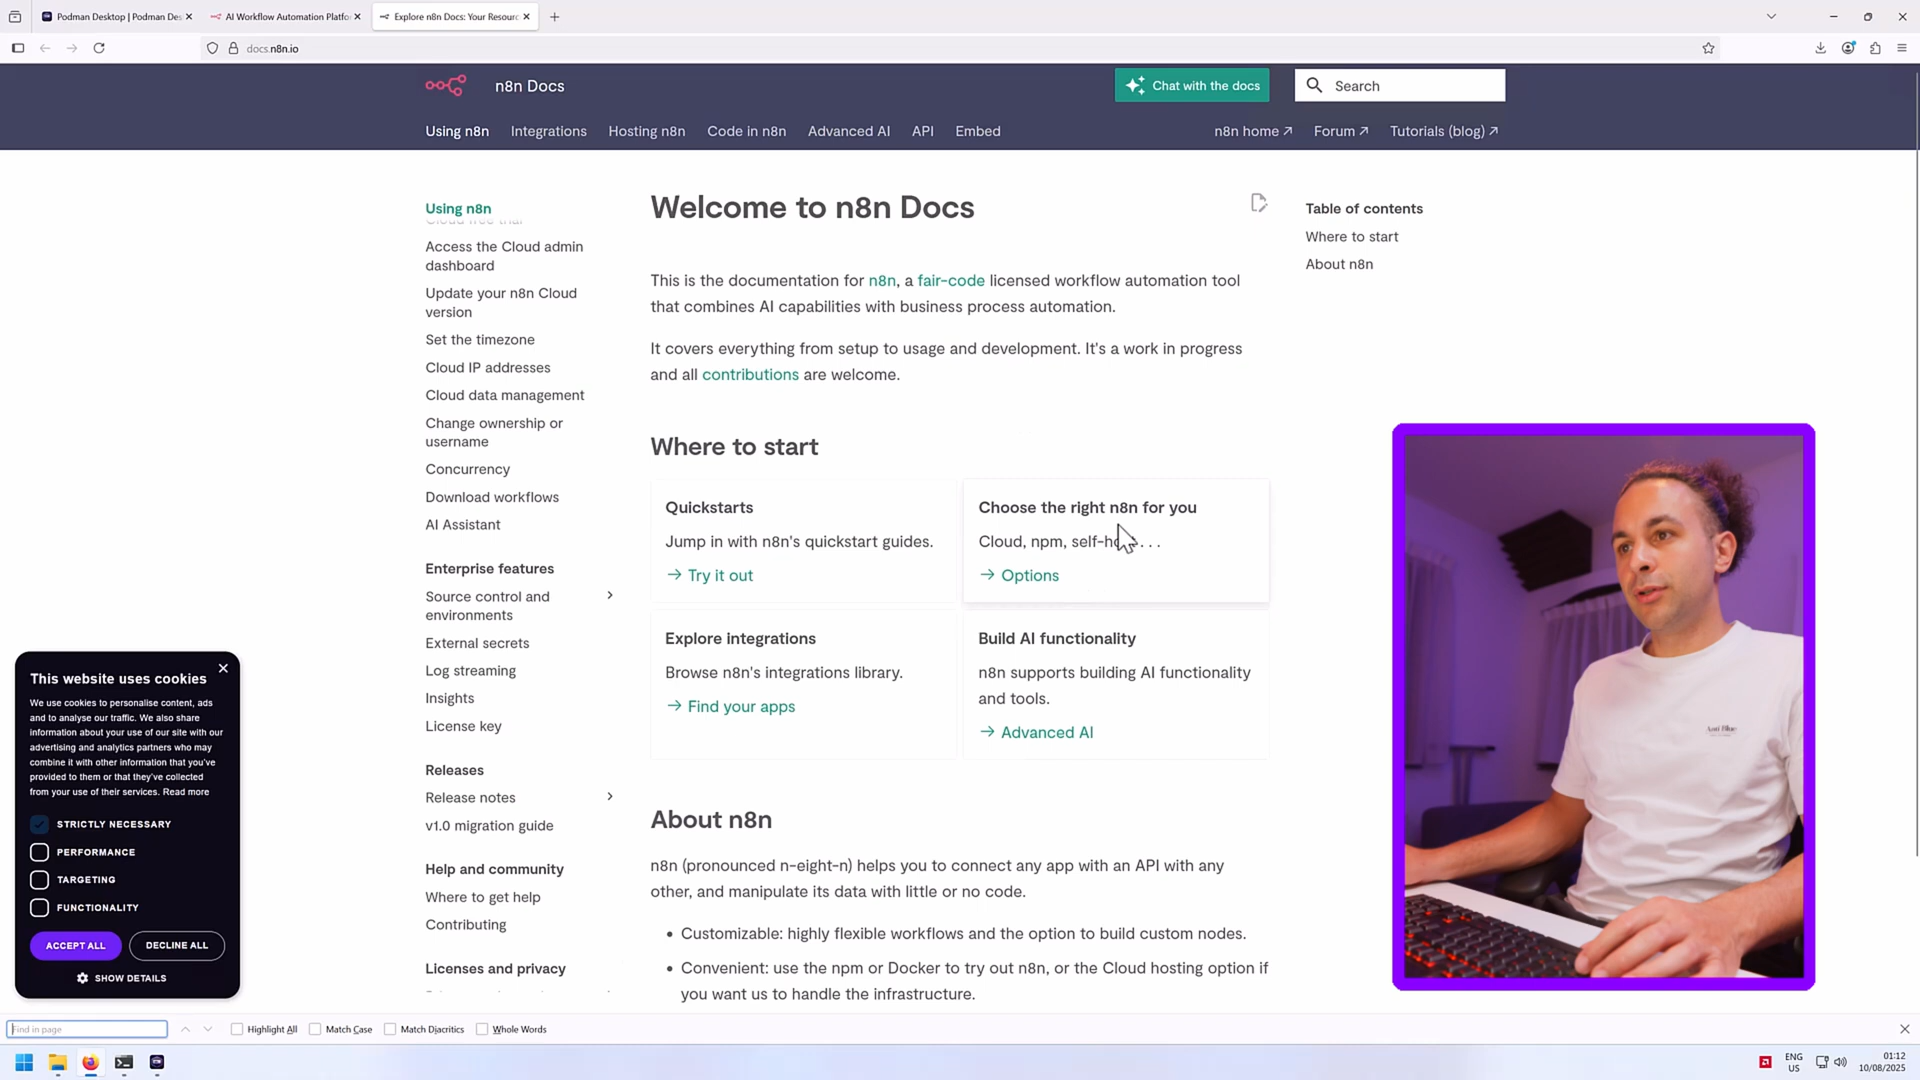 Podman Desktop | Podman Des
AI Workflow Automation Platfo
Explore n8n Docs: Your Resourc
docs.n8n.io
n8n Docs
Chat with the docs
Search
Using n8n
Integrations
Hosting n8n
Code in n8n
Advanced AI
API
Embed
n8n home
Forum
Tutorials (blog)
Using n8n
Cloud free trial
Access the Cloud admin
dashboard
Update your n8n Cloud
version
Set the timezone
Cloud IP addresses
Cloud data management
Change ownership or
username
Concurrency
Download workflows
AI Assistant
Enterprise features
Source control and
environments
External secrets
Log streaming
Insights
License key
Releases
Release notes
v1.0 migration guide
Help and community
Where to get help
Contributing
Licenses and privacy
Welcome to n8n Docs
This is the documentation for n8n, a fair-code licensed workflow automation tool
that combines AI capabilities with business process automation.
It covers everything from setup to usage and development. It's a work in progress
and all contributions are welcome.
Where to start
Quickstarts
Jump in with n8n's quickstart guides.
Try it out
Choose the right n8n for you
Cloud, npm, self-ho...
Options
Explore integrations
Browse n8n's integrations library.
Find your apps
Build AI functionality
n8n supports building AI functionality
and tools.
Advanced AI
About n8n
n8n (pronounced n-eight-n) helps you to connect any app with an API with any
other, and manipulate its data with little or no code.
• Customizable: highly flexible workflows and the option to build custom nodes.
• Convenient: use the npm or Docker to try out n8n, or the Cloud hosting option if
you want us to handle the infrastructure.
Table of contents
Where to start
About n8n
This website uses cookies
We use cookies to personalise content, ads
and to analyse our traffic. We also share
information about your use of our site with our
advertising and analytics partners who may
combine it with other information that you've
provided to them or that they've collected
from your use of their services. Read more
STRICTLY NECESSARY
PERFORMANCE
TARGETING
FUNCTIONALITY
ACCEPT ALL
DECLINE ALL
SHOW DETAILS
Find in page
Highlight All
Match Case
Match Diacritics
Whole Words
ENG
US
01:12
10/08/2025